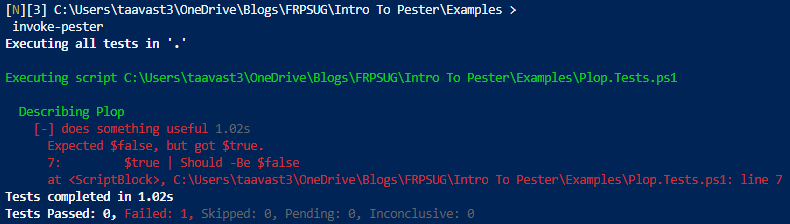 [N][3] C:\Users\taavast3\OneDrive\Blogs\FRPSUG\Intro To Pester\Examples >
invoke-pester
Executing all tests in '.'
Executing script C:\Users\taavast3\OneDrive\Blogs\FRPSUG\Intro To Pester\Examples\Plop.Tests.ps1
Describing Plop
[-] does something useful 1.02s
Expected $false, but got $true.
7:        $true | Should -Be $false
at <ScriptBlock>, C:\Users\taavast3\OneDrive\Blogs\FRPSUG\Intro To Pester\Examples\Plop.Tests.ps1: line 7
Tests completed in 1.02s
Tests Passed: 0, Failed: 1, Skipped: 0, Pending: 0, Inconclusive: 0